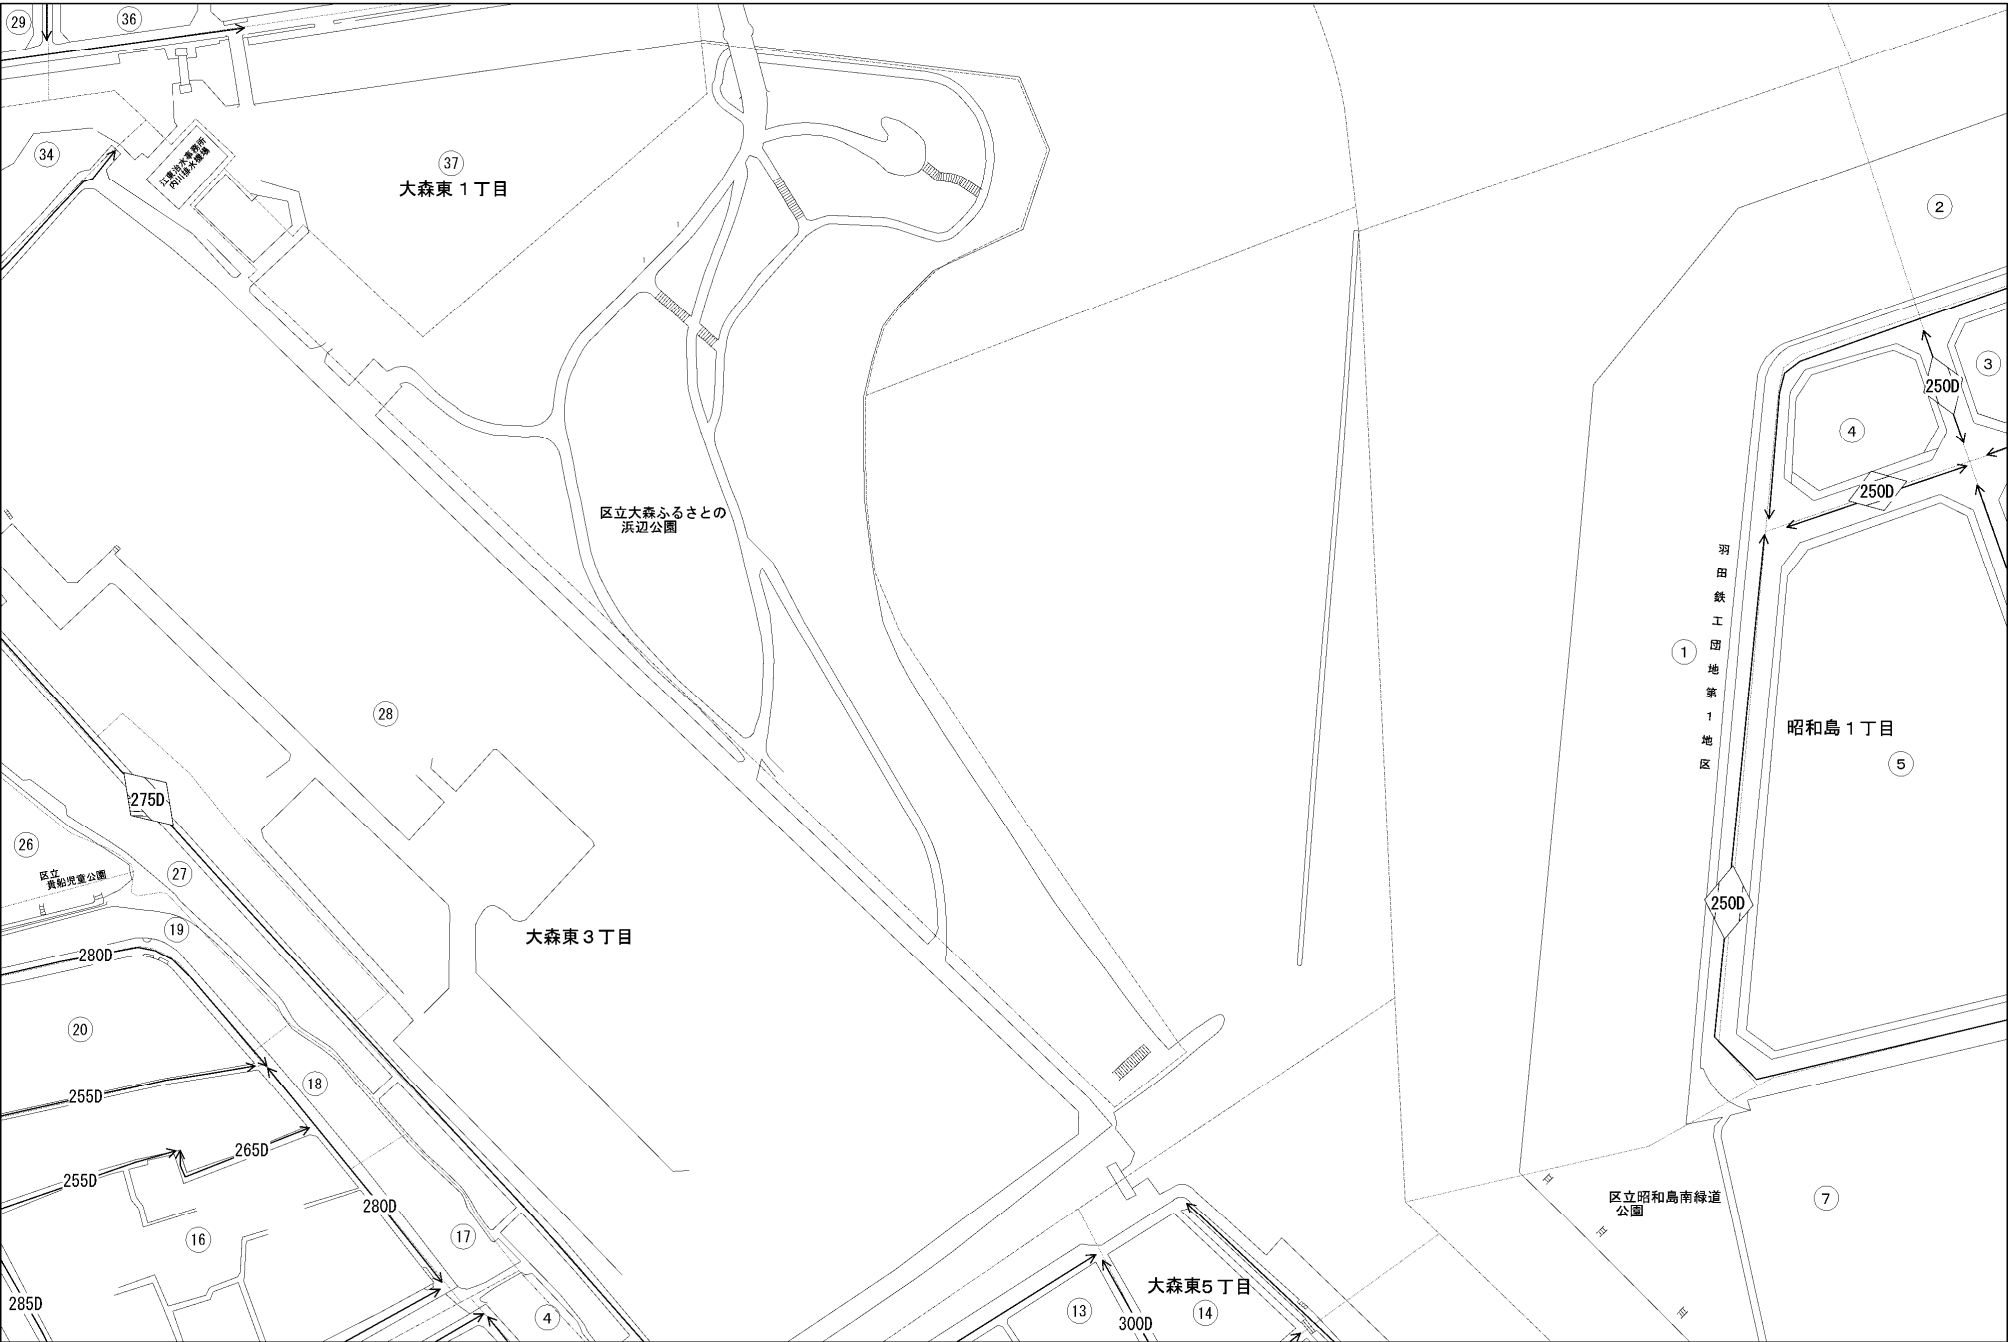 29
36
34
江東治水事務所
内川排水機場
37
大森東1丁目
2
3
250D
4
250D
区立大森ふるさとの
浜辺公園
羽田鉄工団地第1地区
1
昭和島1丁目
5
28
275D
26
区立
貴船児童公園
27
19
大森東3丁目
250D
280D
20
18
255D
265D
255D
280D
16
17
区立昭和島南緑道
公園
7
285D
4
13
300D
大森東5丁目
14